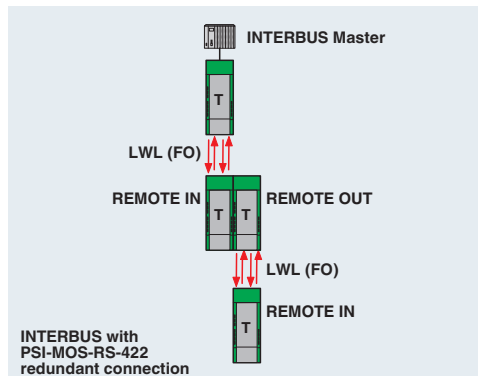 INTERBUS Master
T
LWL (FO)
REMOTE IN
T
T
REMOTE OUT
LWL (FO)
REMOTE IN
T
INTERBUS with
PSI-MOS-RS-422
redundant connection